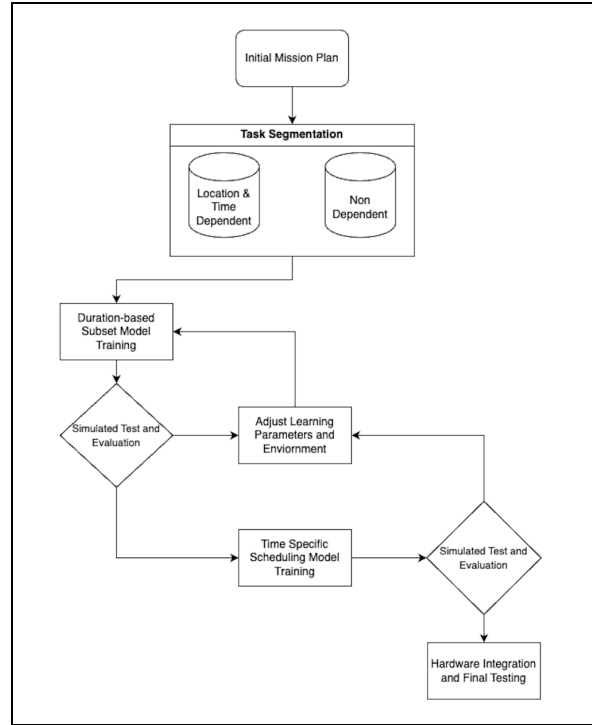 Initial Mission Plan
Task Segmentation
Location &
Time
Dependent
Non
Dependent
Duration-based
Subset Model
Training
Simulated Test and
Evaluation
Adjust Learning
Parameters and
Enviornment
Time Specific
Scheduling Model
Training
Simulated Test and
Evaluation
Hardware Integration
and Final Testing